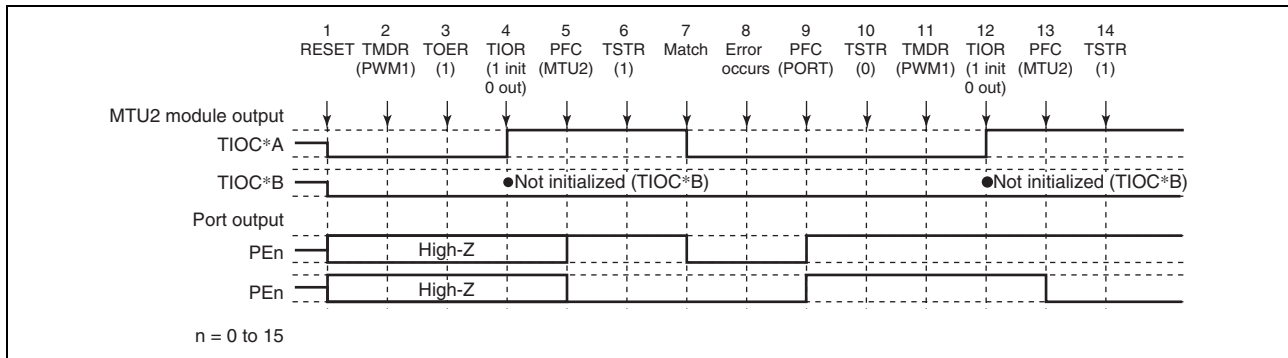 1 2 3 4 5 6 7 8 9 10 11 12 13 14
RESET TMDR TOER TIOR PFC TSTR Match Error PFC TSTR TMDR TIOR PFC TSTR
(PWM1) (1) (1 init (MTU2) (1) occurs (PORT) (0) (PWM1) (1 init (MTU2) (1)
0 out) 0 out)
MTU2 module output
TIOC*A
TIOC*B ●Not initialized (TIOC*B) ●Not initialized (TIOC*B)
Port output
PEn High-Z
PEn High-Z
n = 0 to 15